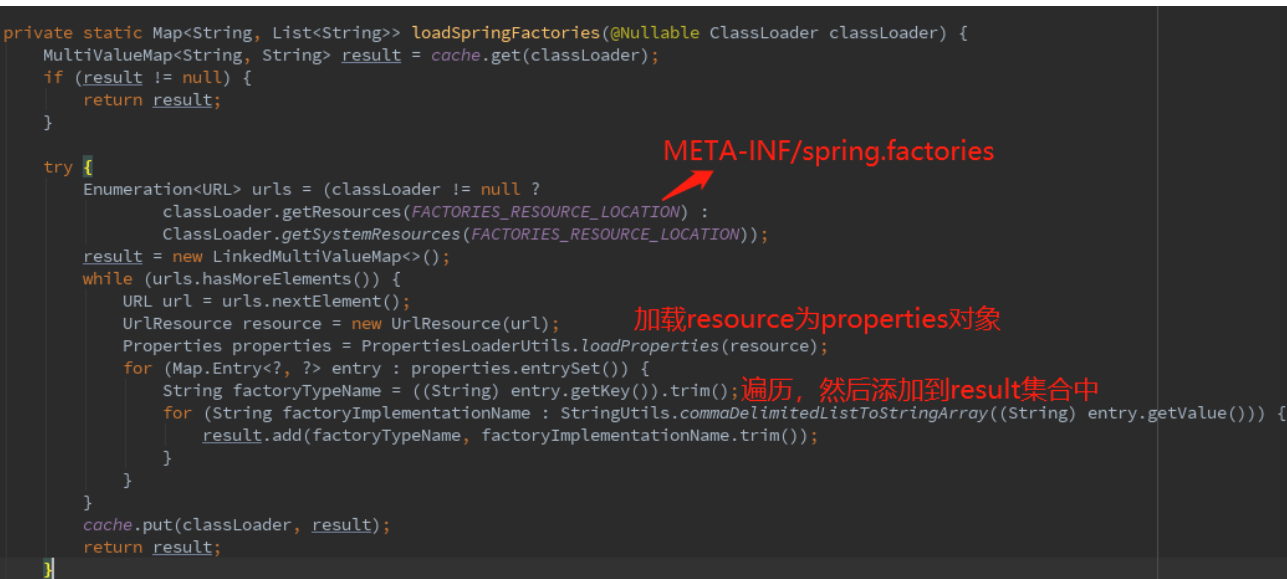 private static Map<String, List<String>> loadSpringFactories(@Nullable ClassLoader classLoader) {
MultiValueMap<String, String> result = cache.get(classLoader);
if (result != null) {
return result;
}
META-INF/spring.factories
try {
Enumeration<URL> urls = (classLoader != null ?
classLoader.getResources(FACTORIES_RESOURCE_LOCATION) :
ClassLoader.getSystemResources(FACTORIES_RESOURCE_LOCATION));
result = new LinkedMultiValueMap<>();
while (urls.hasMoreElements()) {
URL url = urls.nextElement();
UrlResource resource = new UrlResource(url);
加载resource为properties对象
Properties properties = PropertiesLoaderUtils.loadProperties(resource);
for (Map.Entry<?, ?> entry : properties.entrySet()) {
String factoryTypeName = ((String) entry.getKey()).trim();遍历，然后添加到result集合中
for (String factoryImplementationName : StringUtils.commaDelimitedListToStringArray((String) entry.getValue())) {
result.add(factoryTypeName, factoryImplementationName.trim());
}
}
}
cache.put(classLoader, result);
return result;
}